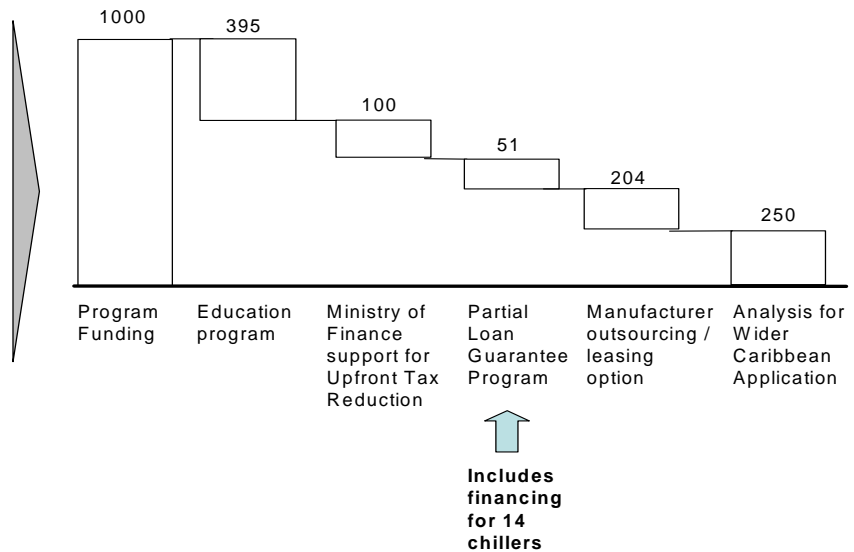 1000
395
100
51
204
250
Program
Funding
Education
program
Ministry of
Finance
support for
Upfront Tax
Reduction
Partial
Loan
Guarantee
Program
Manufacturer
outsourcing /
leasing
option
Analysis for
Wider
Caribbean
Application
Includes
financing
for 14
chillers